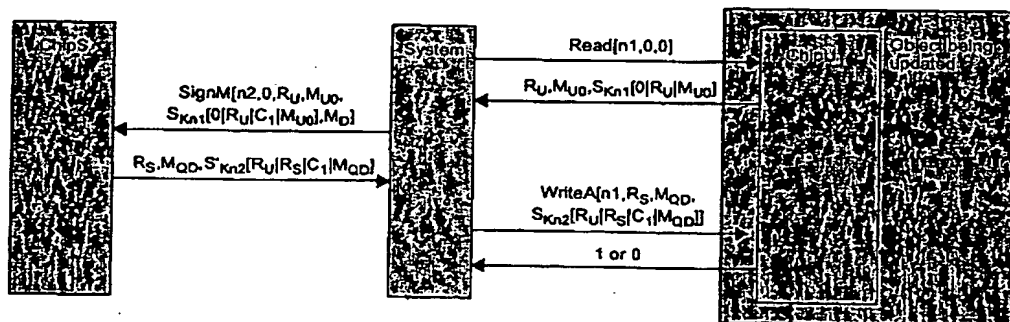 ChipS
System
Read[n1,0,0]
ChipU
Object being
updated
R_U,M_U0,S_Kn1[0|R_U|M_U0]
SignM[n2,0,R_U,M_U0,
S_Kn1[0|R_U|C_1|M_U0],M_D]
R_S,M_QD,S'_Kn2[R_U|R_S|C_1|M_QD]
WriteA[n1,R_S,M_QD,
S_Kn2[R_U|R_S|C_1|M_QD]]
1 or 0